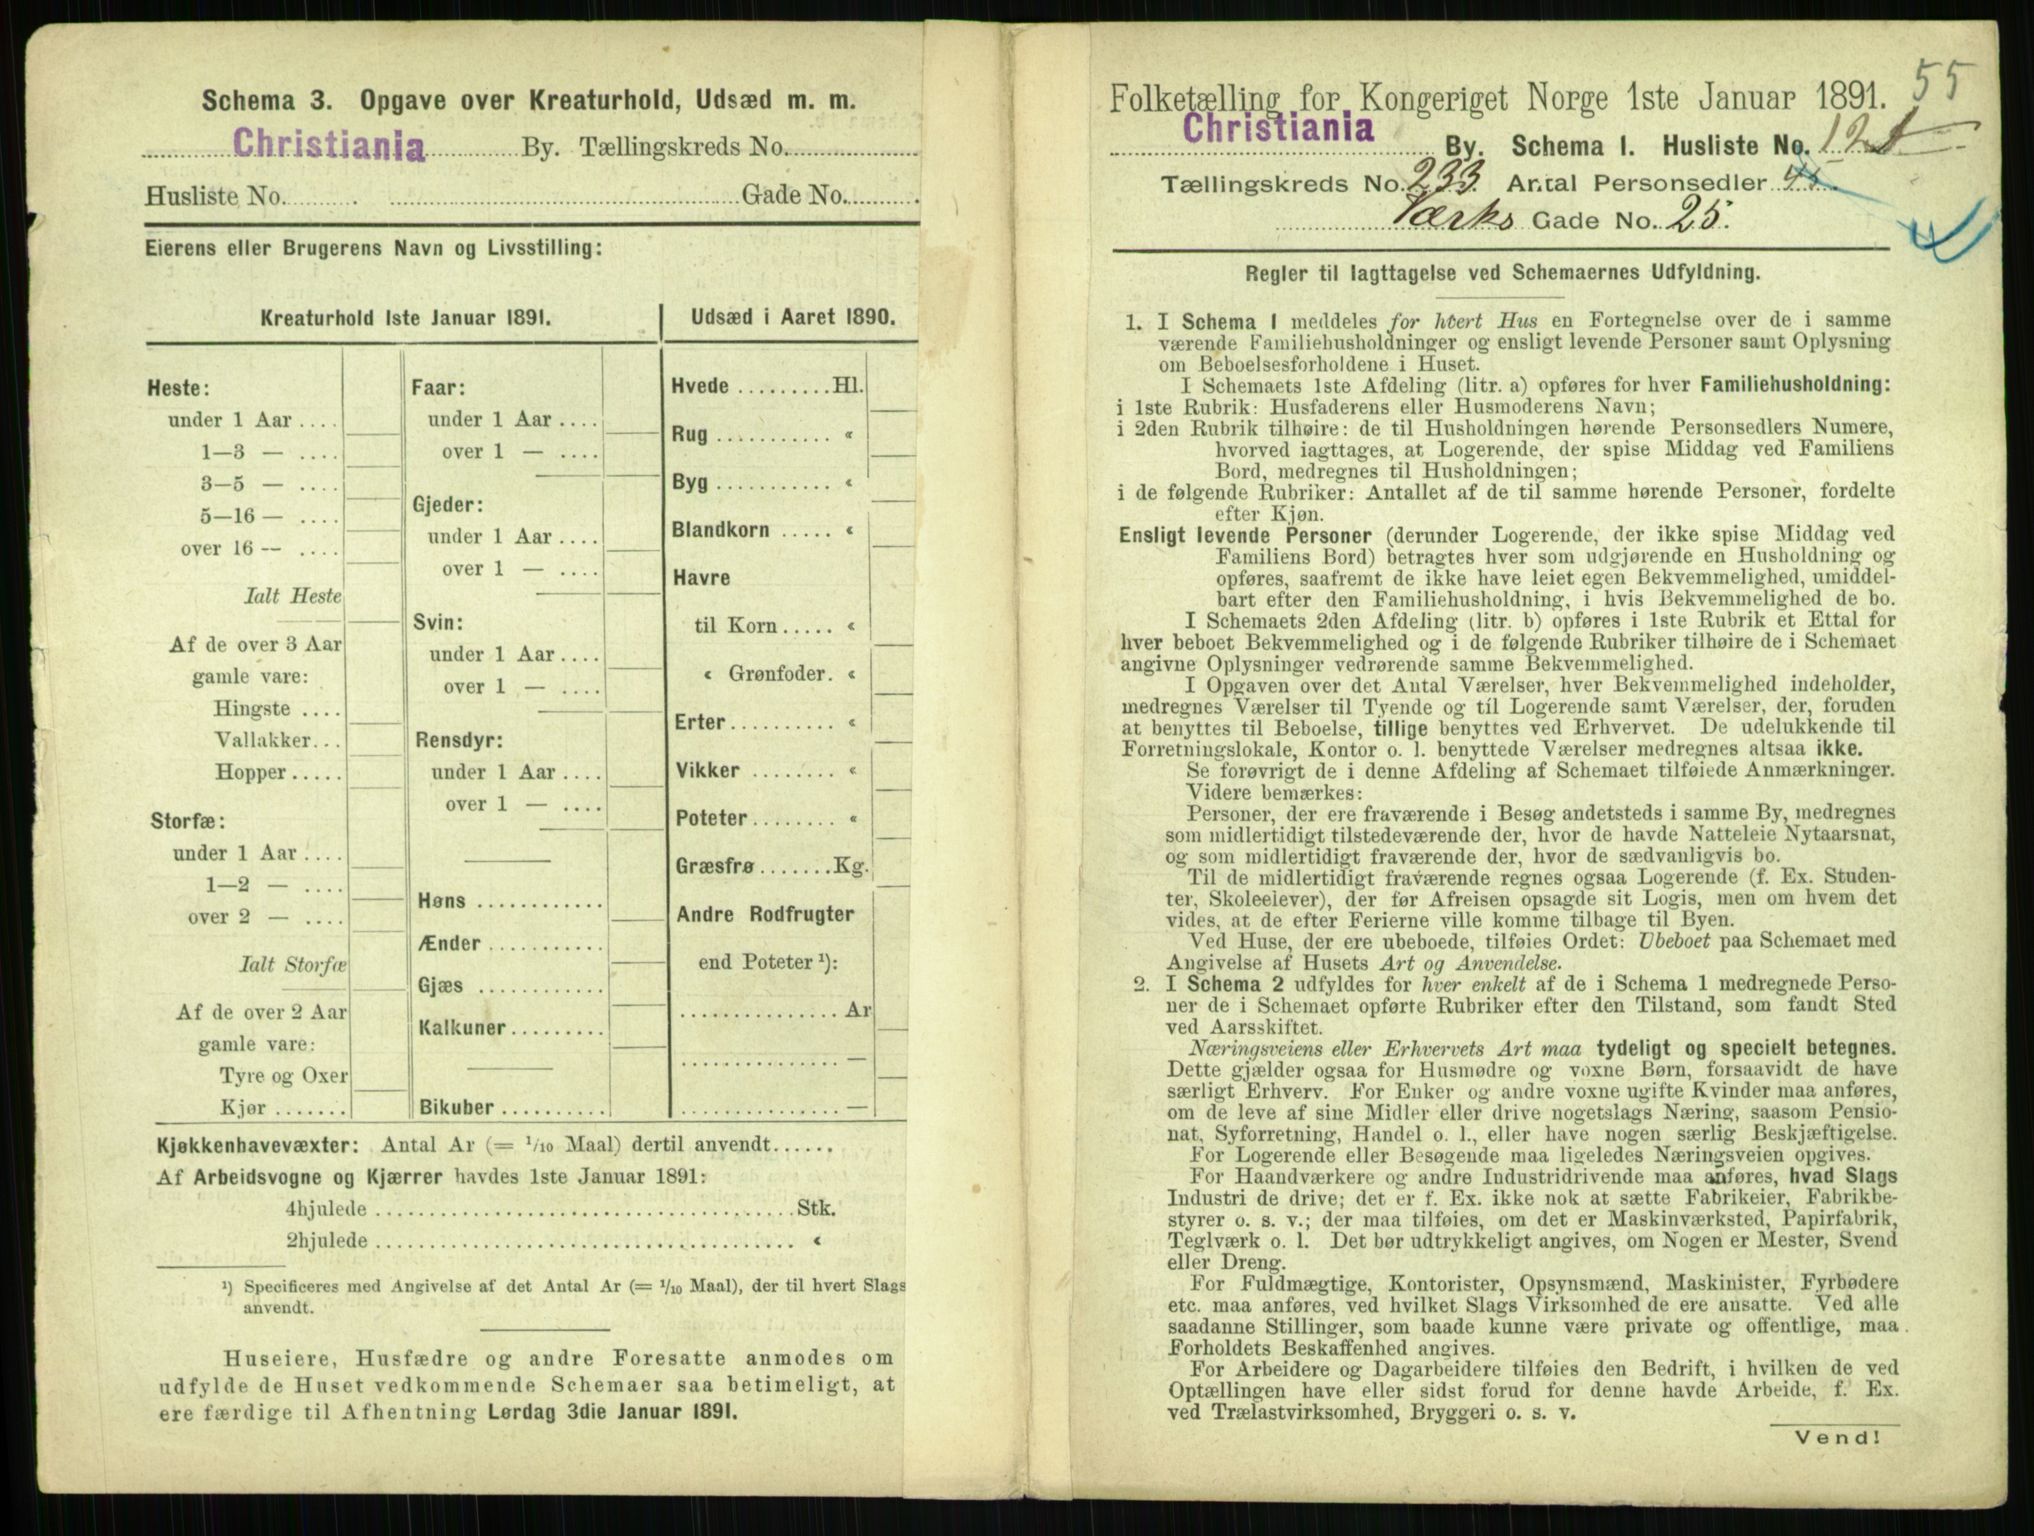 Schema 3. Opgave over Kreaturhold, Udsæd m. m.
Christiania By. Tællingskreds No.
Husliste No. Gade No.
Eierens eller Brugerens Navn og Livsstilling:
Kreaturhold 1ste Januar 1891.
Heste:
under 1 Aar ....
1—3 — ....
3—5 — ....
5—16 — ....
over 16 — ....
Ialt Heste
Af de over 3 Aar
gamle vare:
Hingste ....
Vallakker...
Hopper.....
Storfæ:
under 1 Aar ....
1—2 — ....
over 2 — ....
Ialt Storfæ
Af de over 2 Aar
gamle vare:
Tyre og Oxer
Kjør .......
Faar:
under 1 Aar ....
over 1 — ....
Gjeder:
under 1 Aar ....
over 1 — ....
Svin:
under 1 Aar ....
over 1 — ....
Rensdyr:
under 1 Aar ....
over 1 — ....
Høns ............
Ænder ...........
Gjæs ............
Kalkuner.........
Bikuber ..........
Udsæd i Aaret 1890.
Hvede .........Hl.
Rug ........... «
Byg ........... «
Blandkorn ..... «
Havre
til Korn..... «
« Grønfoder. «
Erter.......... «
Vikker ........ «
Poteter........ «
Græsfrø.......Kg.
Andre Rodfrugter
end Poteter ¹):
............... Ar
............... —
............... —
Kjøkkenhavevæxter: Antal Ar (= 1/10 Maal) dertil anvendt......
Af Arbeidsvogne og Kjærrer havdes 1ste Januar 1891:
4hjulede .......................................Stk.
2hjulede ....................................... «
¹) Specificeres med Angivelse af det Antal Ar (= 1/10 Maal), der til hvert Slags
anvendt.
Huseiere, Husfædre og andre Foresatte anmodes om
udfylde de Huset vedkommende Schemaer saa betimeligt, at
ere færdige til Afhentning Lørdag 3die Januar 1891.
55
Folketælling for Kongeriget Norge 1ste Januar 1891.
Christiania By. Schema 1. Husliste No. 12
Tællingskreds No. 233. Antal Personsedler
Værks Gade No. 25.
Regler til Iagttagelse ved Schemaernes Udfyldning.
1. I Schema 1 meddeles for hvert Hus en Fortegnelse over de i samme
værende Familiehusholdninger og ensligt levende Personer samt Oplysning
om Beboelsesforholdene i Huset.
I Schemaets 1ste Afdeling (litr. a) opføres for hver Familiehusholdning:
i 1ste Rubrik: Husfaderens eller Husmoderens Navn;
i 2den Rubrik tilhøire: de til Husholdningen hørende Personsedlers Numere,
hvorved iagttages, at Logerende, der spise Middag ved Familiens
Bord, medregnes til Husholdningen;
i de følgende Rubriker: Antallet af de til samme hørende Personer, fordelte
efter Kjøn.
Ensligt levende Personer (derunder Logerende, der ikke spise Middag ved
Familiens Bord) betragtes hver som udgjørende en Husholdning og
opføres, saafremt de ikke have leiet egen Bekvemmelighed, umiddel-
bart efter den Familiehusholdning, i hvis Bekvemmelighed de bo.
I Schemaets 2den Afdeling (litr. b) opføres i 1ste Rubrik et Ettal for
hver beboet Bekvemmelighed og i de følgende Rubriker tilhøire de i Schemaet
angivne Oplysninger vedrørende samme Bekvemmelighed.
I Opgaven over det Antal Værelser, hver Bekvemmelighed indeholder,
medregnes Værelser til Tyende og til Logerende samt Værelser, der, foruden
at benyttes til Beboelse, tillige benyttes ved Erhvervet. De udelukkende til
Forretningslokale, Kontor o. l. benyttede Værelser medregnes altsaa ikke.
Se forøvrigt de i denne Afdeling af Schemaet tilføiede Anmærkninger.
Videre bemærkes:
Personer, der ere fraværende i Besøg andetsteds i samme By, medregnes
som midlertidigt tilstedeværende der, hvor de havde Natteleie Nytaarsnat,
og som midlertidigt fraværende der, hvor de sædvanligvis bo.
Til de midlertidigt fraværende regnes ogsaa Logerende (f. Ex. Studen-
ter, Skoleelever), der før Afreisen opsagde sit Logis, men om hvem det
vides, at de efter Ferierne ville komme tilbage til Byen.
Ved Huse, der ere ubeboede, tilføies Ordet: Ubeboet paa Schemaet med
Angivelse af Husets Art og Anvendelse.
2. I Schema 2 udfyldes for hver enkelt af de i Schema 1 medregnede Perso-
ner de i Schemaet opførte Rubriker efter den Tilstand, som fandt Sted
ved Aarsskiftet.
Næringsveiens eller Erhvervets Art maa tydeligt og specielt betegnes.
Dette gjælder ogsaa for Husmødre og voxne Børn, forsaavidt de have
særligt Erhverv. For Enker og andre voxne ugifte Kvinder maa anføres,
om de leve af sine Midler eller drive nogetslags Næring, saasom Pensio-
nat, Syforretning, Handel o. l., eller have nogen særlig Beskjæftigelse.
For Logerende eller Besøgende maa ligeledes Næringsveien opgives.
For Haandværkere og andre Industridrivende maa anføres, hvad Slags
Industri de drive; det er f. Ex. ikke nok at sætte Fabrikeier, Fabrikbe-
styrer o. s. v.; der maa tilføies, om det er Maskinværksted, Papirfabrik,
Teglværk o. l. Det bør udtrykkeligt angives, om Nogen er Mester, Svend
eller Dreng.
For Fuldmægtige, Kontorister, Opsynsmænd, Maskinister, Fyrbødere
etc. maa anføres, ved hvilket Slags Virksomhed de ere ansatte. Ved alle
saadanne Stillinger, som baade kunne være private og offentlige, maa
Forholdets Beskaffenhed angives.
For Arbeidere og Dagarbeidere tilføies den Bedrift, i hvilken de ved
Optællingen have eller sidst forud for denne havde Arbeide, f. Ex.
ved Trælastvirksomhed, Bryggeri o. s. v.
Vend!